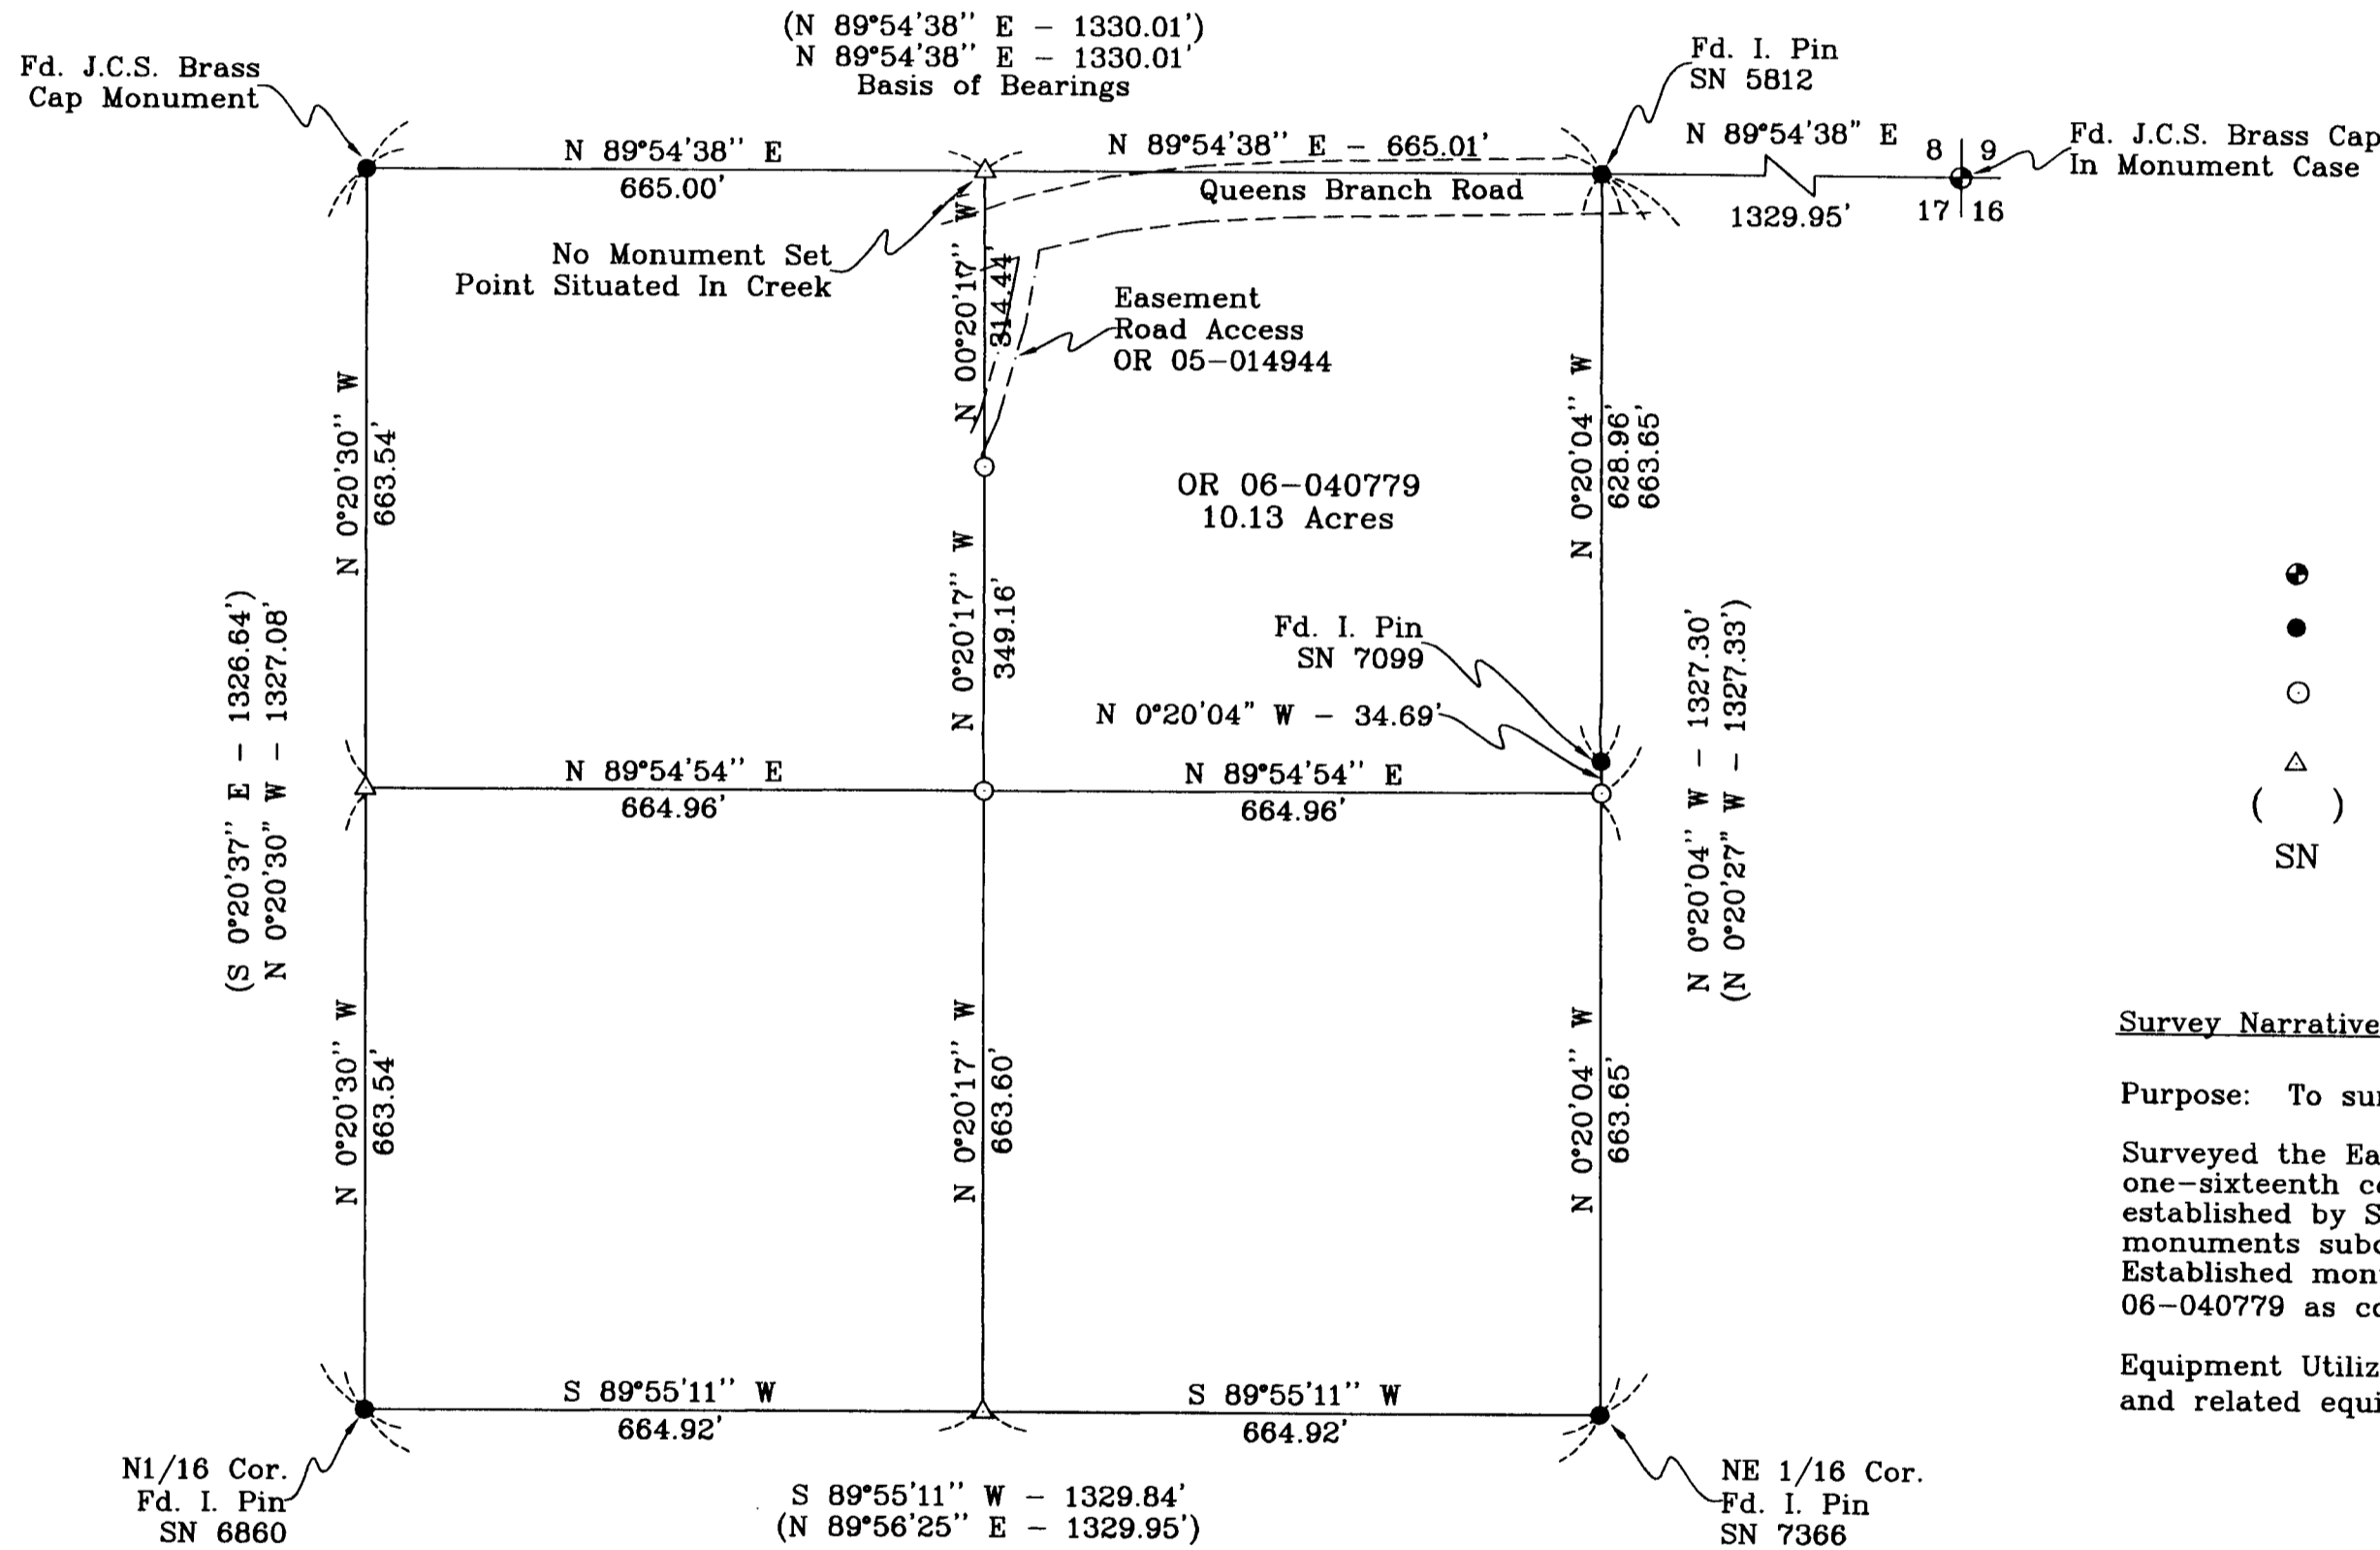 (N 89°54'38'' E - 1330.01')
N 89°54'38'' E - 1330.01'
Basis of Bearings
Fd. J.C.S. Brass
Cap Monument
Fd. I. Pin
SN 5812
N 89°54'38'' E
665.00'
N 89°54'38'' E - 665.01'
Queens Branch Road
N 89°54'38" E
1329.95'
8 9
17 16
Fd. J.C.S. Brass Cap
In Monument Case
No Monument Set
Point Situated In Creek
N 00°20'17'' W
314.44'
Easement
Road Access
OR 05-014944
N 0°20'30'' W
663.54'
OR 06-040779
10.13 Acres
N 0°20'04'' W
628.96'
663.65'
N 0°20'17'' W
349.16'
Fd. I. Pin
SN 7099
N 0°20'04" W - 34.69'
(S 0°20'37'' E - 1326.64')
N 0°20'30'' W - 1327.08'
N 0°20'04'' W - 1327.30'
(N 0°20'27" W - 1327.33')
N 89°54'54'' E
664.96'
N 89°54'54'' E
664.96'
( )
SN
N 0°20'30'' W
663.54'
N 0°20'17'' W
663.60'
N 0°20'04'' W
663.65'
Survey Narrative
Purpose: To sur
Surveyed the Ea
one-sixteenth co
established by S
monuments subd
Established mon
06-040779 as co
Equipment Utiliz
and related equi
S 89°55'11'' W
664.92'
S 89°55'11'' W
664.92'
N1/16 Cor.
Fd. I. Pin
SN 6860
S 89°55'11'' W - 1329.84'
(N 89°56'25'' E - 1329.95')
NE 1/16 Cor.
Fd. I. Pin
SN 7366